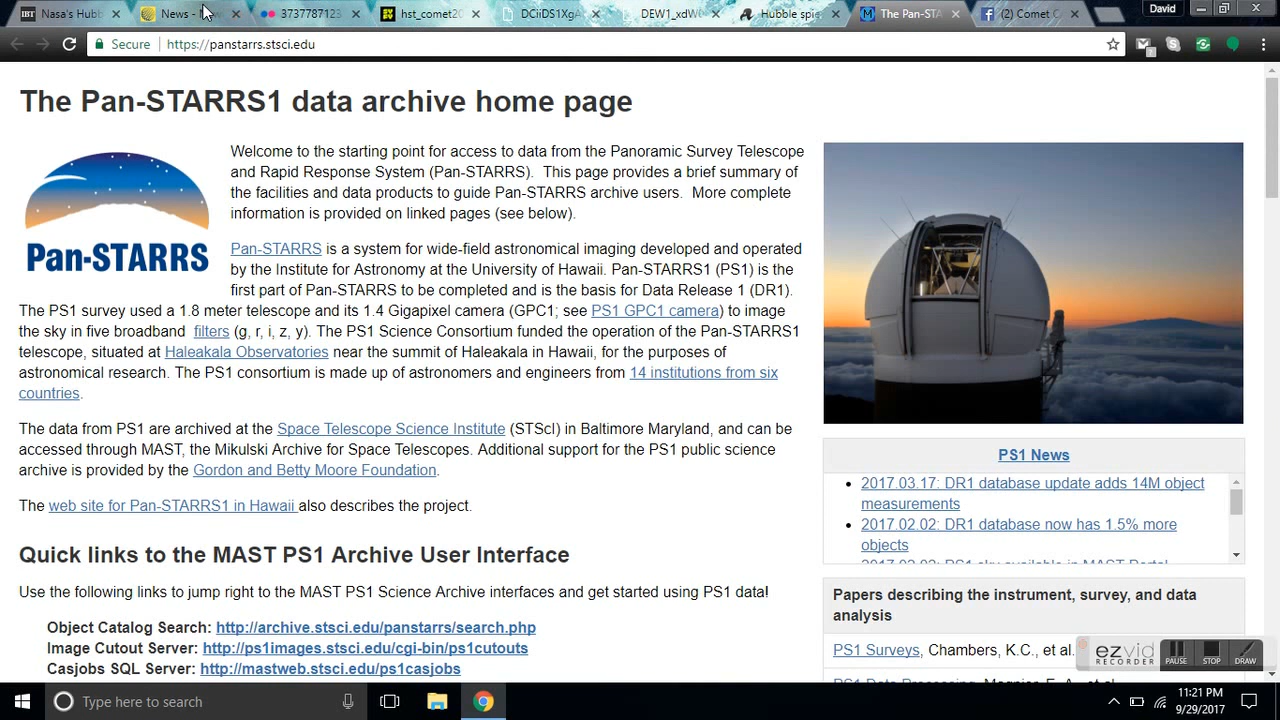 Nasa's Hubb
News -
3737787123
hst_comet20
DCiiDS1XgA
DEW1_xdW0
Hubble spie
The Pan-STA
(2) Comet C
David
Secure https://panstarrs.stsci.edu
The Pan-STARRS1 data archive home page
Pan-STARRS
Welcome to the starting point for access to data from the Panoramic Survey Telescope
and Rapid Response System (Pan-STARRS). This page provides a brief summary of
the facilities and data products to guide Pan-STARRS archive users. More complete
information is provided on linked pages (see below).
Pan-STARRS is a system for wide-field astronomical imaging developed and operated
by the Institute for Astronomy at the University of Hawaii. Pan-STARRS1 (PS1) is the
first part of Pan-STARRS to be completed and is the basis for Data Release 1 (DR1).
The PS1 survey used a 1.8 meter telescope and its 1.4 Gigapixel camera (GPC1; see PS1 GPC1 camera) to image
the sky in five broadband filters (g, r, i, z, y). The PS1 Science Consortium funded the operation of the Pan-STARRS1
telescope, situated at Haleakala Observatories near the summit of Haleakala in Hawaii, for the purposes of
astronomical research. The PS1 consortium is made up of astronomers and engineers from 14 institutions from six
countries.
The data from PS1 are archived at the Space Telescope Science Institute (STScI) in Baltimore Maryland, and can be
accessed through MAST, the Mikulski Archive for Space Telescopes. Additional support for the PS1 public science
archive is provided by the Gordon and Betty Moore Foundation.
The web site for Pan-STARRS1 in Hawaii also describes the project.
Quick links to the MAST PS1 Archive User Interface
Use the following links to jump right to the MAST PS1 Science Archive interfaces and get started using PS1 data!
Object Catalog Search: http://archive.stsci.edu/panstarrs/search.php
Image Cutout Server: http://ps1images.stsci.edu/cgi-bin/ps1cutouts
Casjobs SQL Server: http://mastweb.stsci.edu/ps1casjobs
PS1 News
2017.03.17: DR1 database update adds 14M object
measurements
2017.02.02: DR1 database now has 1.5% more
objects
Papers describing the instrument, survey, and data
analysis
PS1 Surveys, Chambers, K.C., et al.
ezvid
RECORDER
PAUSE
STOP
DRAW
Type here to search
11:21 PM
9/29/2017